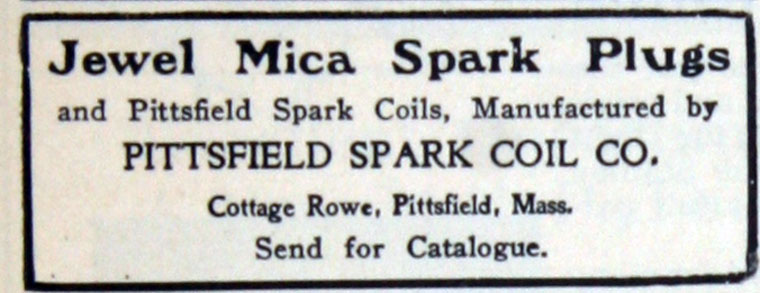 Jewel Mica Spark Plugs
and Pittsfield Spark Coils, Manufactured by
PITTSFIELD SPARK COIL CO.
Cottage Rowe, Pittsfield, Mass.
Send for Catalogue.